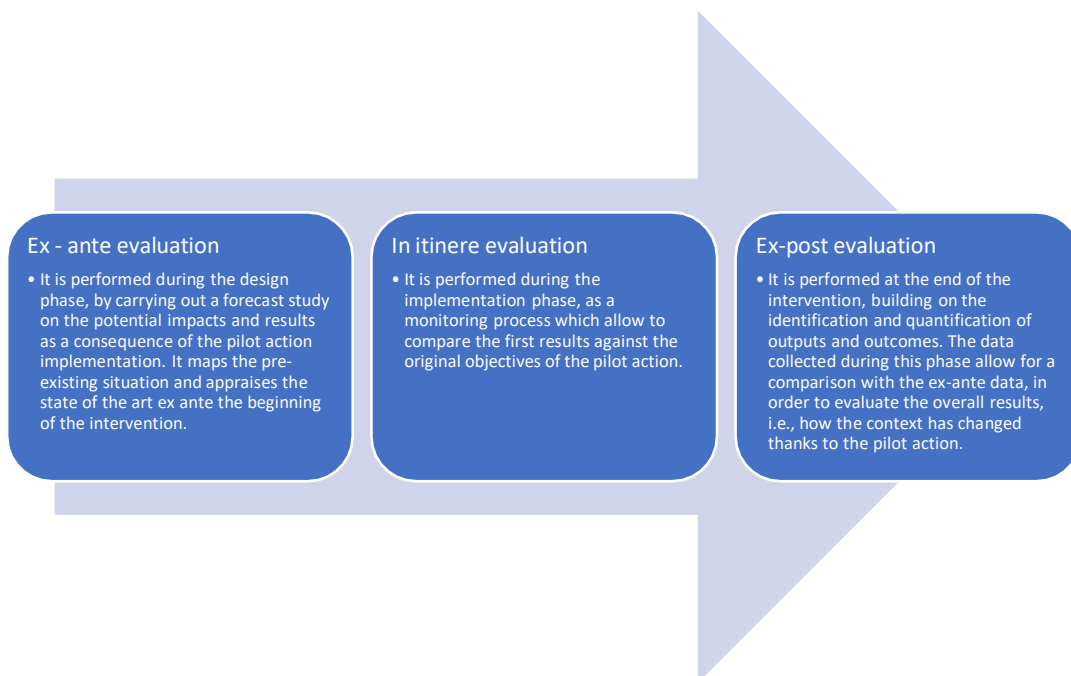 Ex - ante evaluation
• It is performed during the design
phase, by carrying out a forecast study
on the potential impacts and results
as a consequence of the pilot action
implementation. It maps the pre-
existing situation and appraises the
state of the art ex ante the beginning
of the intervention.
In itinere evaluation
• It is performed during the
implementation phase, as a
monitoring process which allow to
compare the first results against the
original objectives of the pilot action.
Ex-post evaluation
• It is performed at the end of the
intervention, building on the
identification and quantification of
outputs and outcomes. The data
collected during this phase allow for a
comparison with the ex-ante data, in
order to evaluate the overall results,
i.e., how the context has changed
thanks to the pilot action.